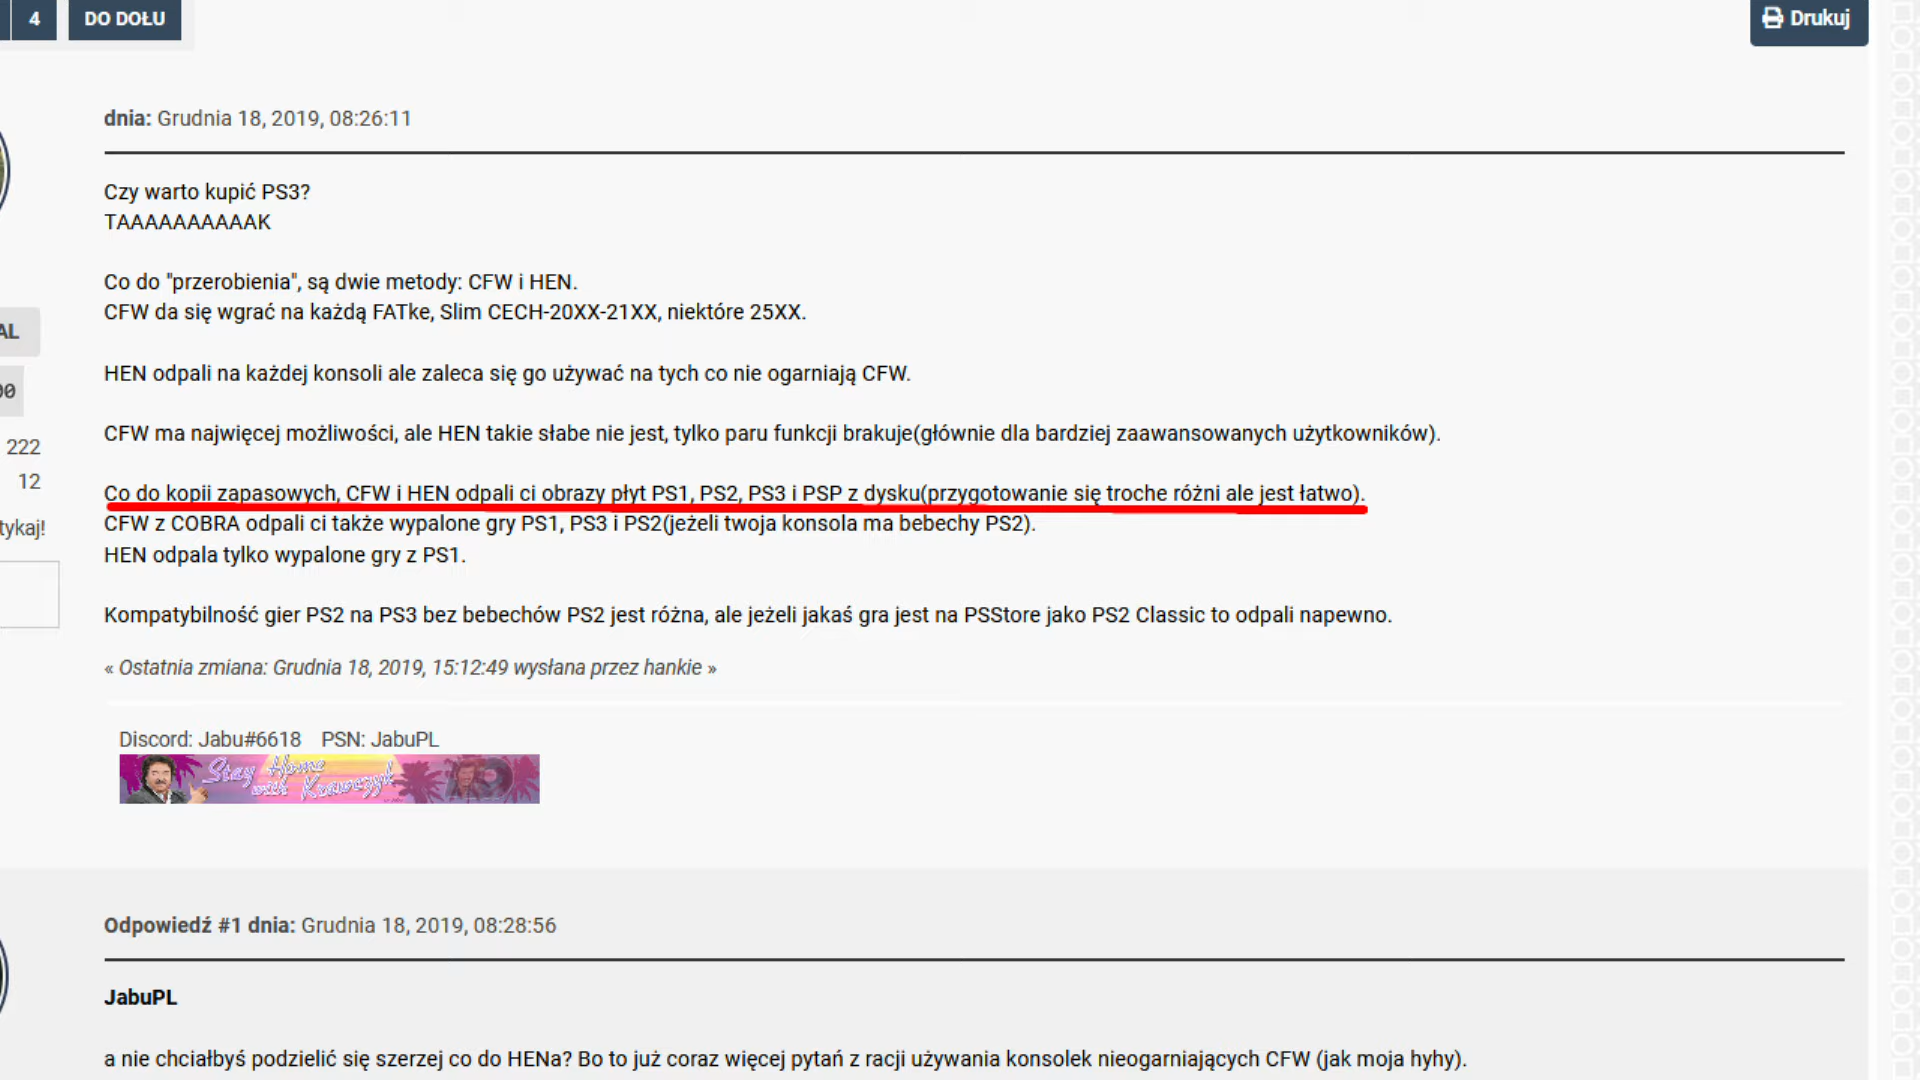 4 DO DOŁU Drukuj
dnia: Grudnia 18, 2019, 08:26:11
Czy warto kupić PS3?
TAAAAAAAAAAAK
Co do "przerobienia", są dwie metody: CFW i HEN.
CFW da się wgrać na każdą FATke, Slim CECH-20XX-21XX, niektóre 25XX.
AL
HEN odpali na każdej konsoli ale zaleca się go używać na tych co nie ogarniają CFW.
00
CFW ma najwięcej możliwości, ale HEN takie słabe nie jest, tylko paru funkcji brakuje(głównie dla bardziej zaawansowanych użytkowników).
222
12
Co do kopii zapasowych, CFW i HEN odpali ci obrazy płyt PS1, PS2, PS3 i PSP z dysku(przygotowanie się troche różni ale jest łatwo).
CFW z COBRA odpali ci także wypalone gry PS1, PS3 i PS2(jeżeli twoja konsola ma bebechy PS2).
tykaj!
HEN odpala tylko wypalone gry z PS1.
Kompatybilność gier PS2 na PS3 bez bebechów PS2 jest różna, ale jeżeli jakaś gra jest na PSStore jako PS2 Classic to odpali napewno.
« Ostatnia zmiana: Grudnia 18, 2019, 15:12:49 wysłana przez hankie »
Discord: Jabu#6618 PSN: JabuPL
Stay Home
with Krawczyk
Odpowiedź #1 dnia: Grudnia 18, 2019, 08:28:56
JabuPL
a nie chciałbyś podzielić się szerzej co do HENa? Bo to już coraz więcej pytań z racji używania konsolek nieogarniających CFW (jak moja hyhy).